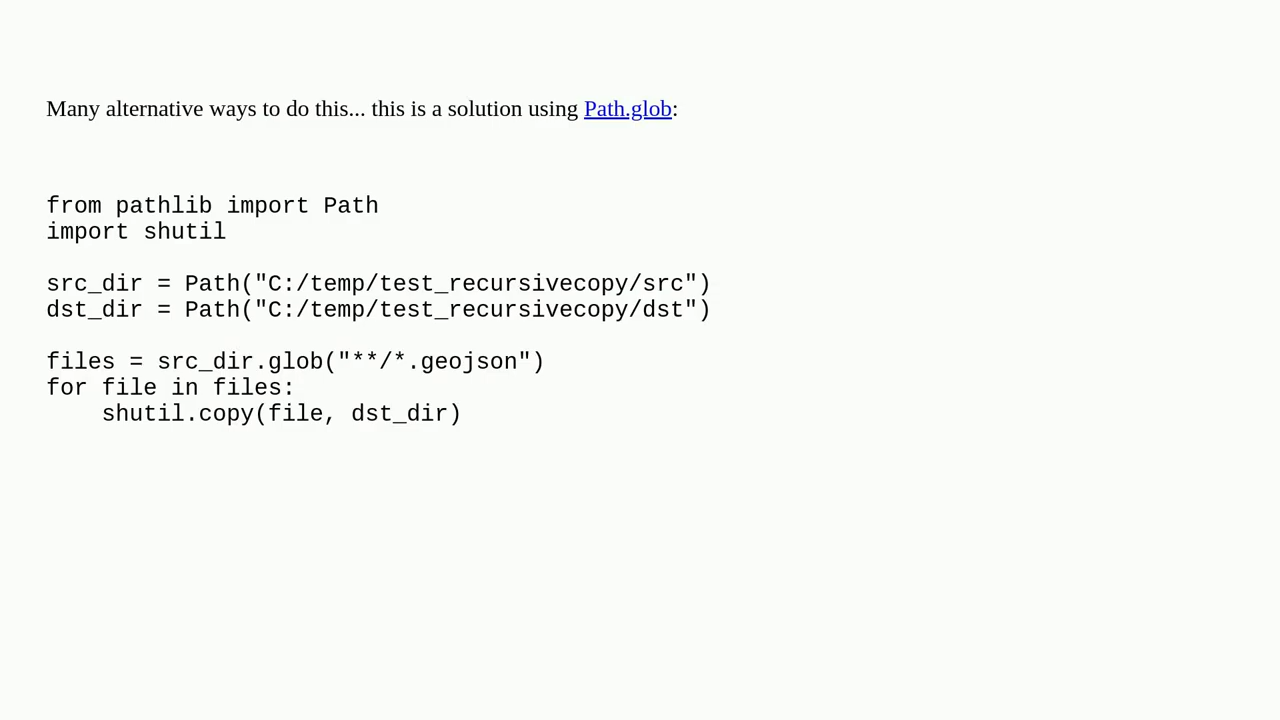 Many alternative ways to do this... this is a solution using Path.glob:
from pathlib import Path
import shutil
src_dir = Path("C:/temp/test_recursivecopy/src")
dst_dir = Path("C:/temp/test_recursivecopy/dst")
files = src_dir.glob("**/*.geojson")
for file in files:
    shutil.copy(file, dst_dir)